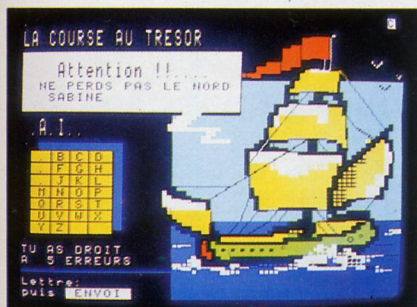 LA COURSE AU TRESOR
Attention !!....
NE PERDS PAS LE NORD
SABINE
.A.I..
B C D
F G H
J K L
M N O P
Q R S T
U V W X
Y Z
TU AS DROIT
A 5 ERREURS
Lettre:
puis ENVOI